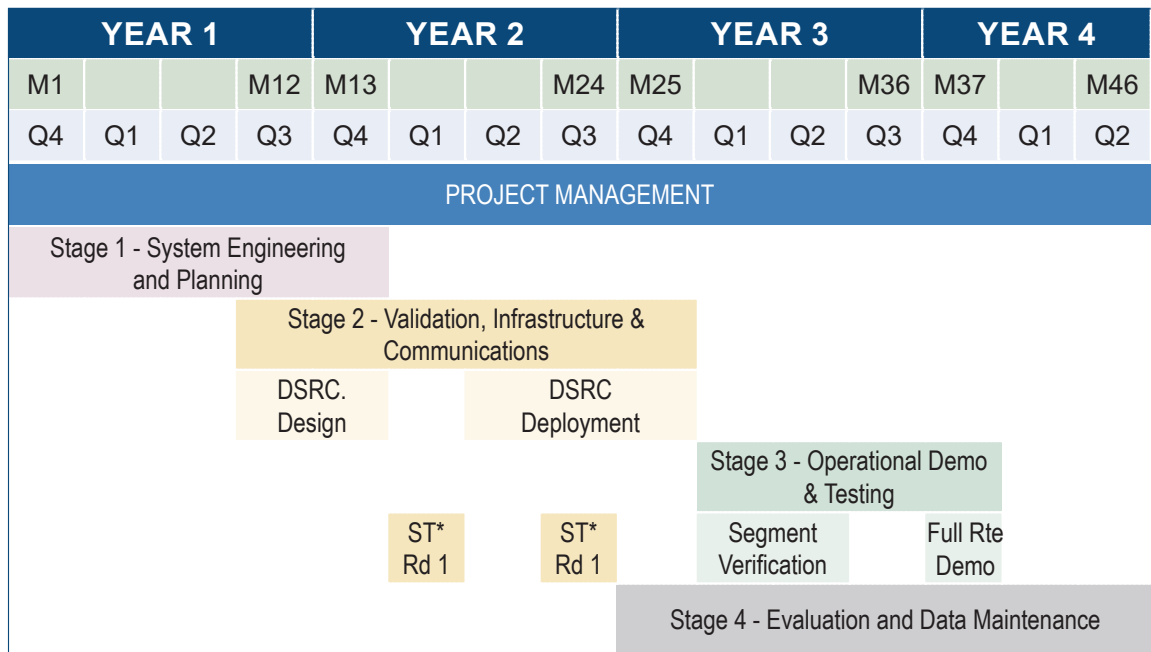 YEAR 1 YEAR 2 YEAR 3 YEAR 4
M1 M12 M13 M24 M25 M36 M37 M46
Q4 Q1 Q2 Q3 Q4 Q1 Q2 Q3 Q4 Q1 Q2 Q3 Q4 Q1 Q2
PROJECT MANAGEMENT
Stage 1 - System Engineering
and Planning
Stage 2 - Validation, Infrastructure &
Communications
DSRC.
Design
DSRC
Deployment
Stage 3 - Operational Demo
& Testing
ST*
Rd 1
ST*
Rd 1
Segment
Verification
Full Rte
Demo
Stage 4 - Evaluation and Data Maintenance